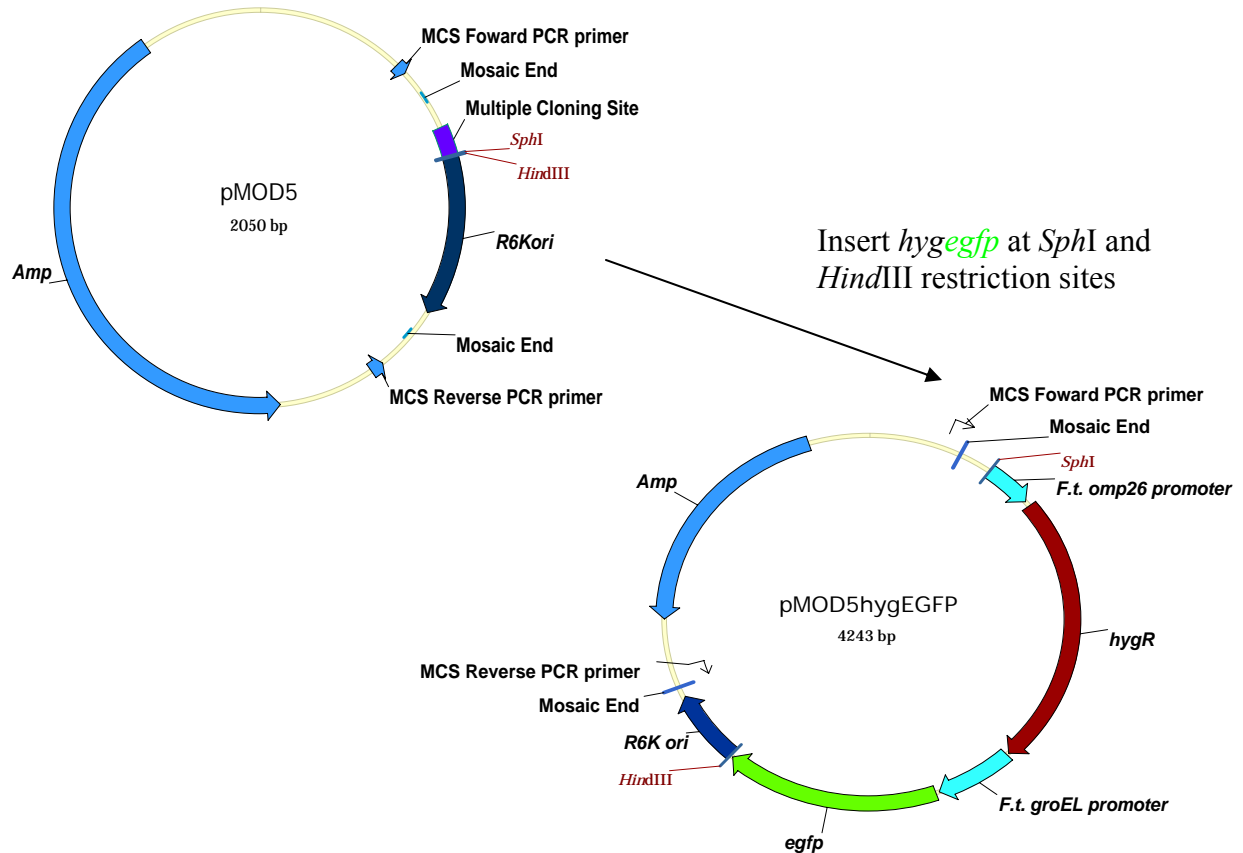 MCS Foward PCR primer
Mosaic End
Multiple Cloning Site
SphI
HindIII
pMOD5
2050 bp
R6Kori
Amp
Mosaic End
MCS Reverse PCR primer
Insert hygegfp at SphI and
HindIII restriction sites
MCS Foward PCR primer
Mosaic End
SphI
F.t. omp26 promoter
Amp
pMOD5hygEGFP
4243 bp
hygR
MCS Reverse PCR primer
Mosaic End
R6K ori
HindIII
F.t. groEL promoter
egfp